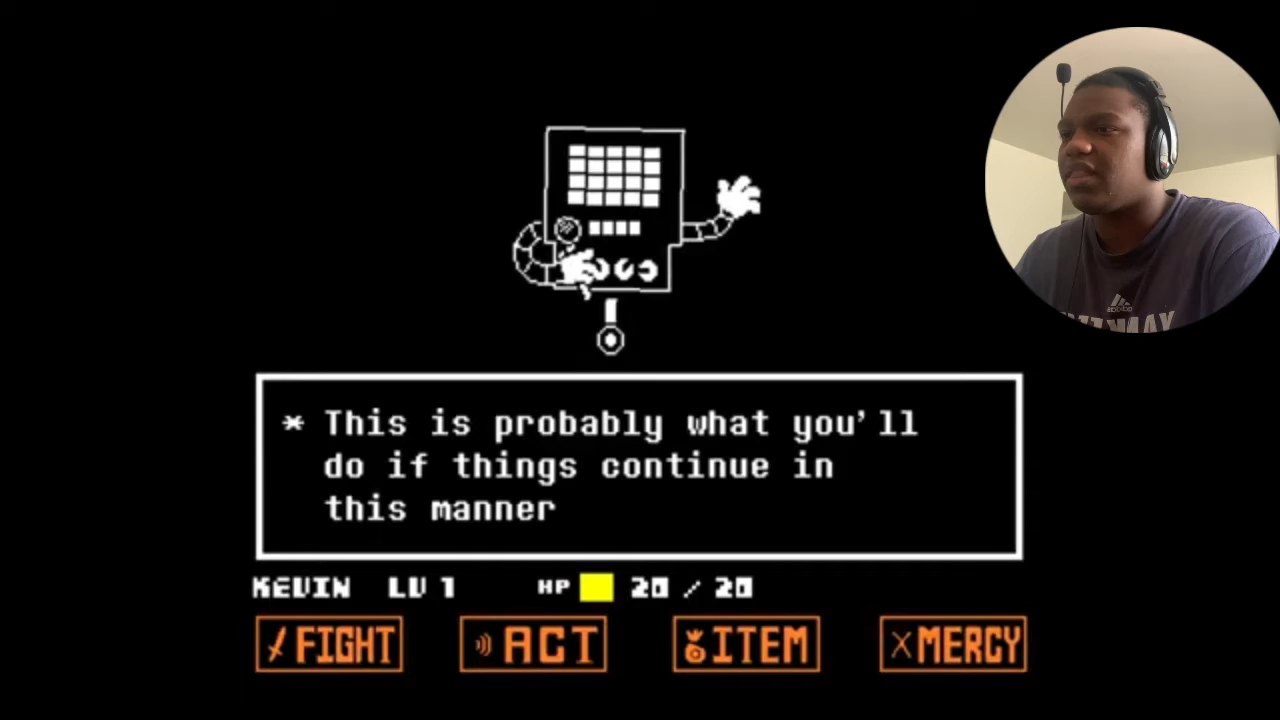 * This is probably what you'll
do if things continue in
this manner
KEVIN LV 1 HP 20 / 20
FIGHT ACT ITEM MERCY
adidas